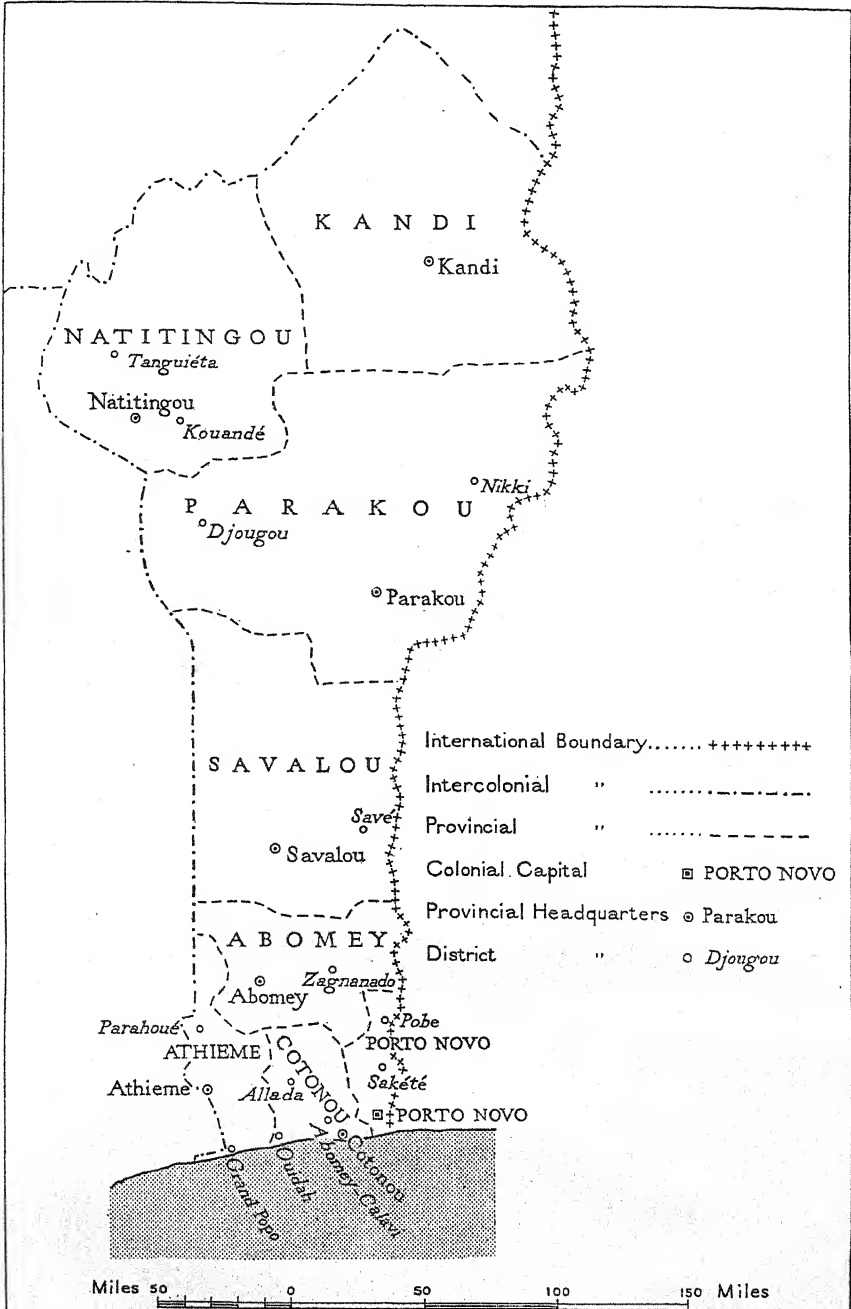 KANDI
Kandi
NATITINGOU
Tanguiéta
Natitingou
Kouandé
Nikki
PARAKOU
Djougou
Parakou
SAVALOU
Savé
Savalou
International Boundary....... +++++++++
Intercolonial " ........
Provincial " .......
Colonial Capital PORTO NOVO
Provincial Headquarters Parakou
District " Djougou
ABOMEY
Zagnanado
Abomey
Parahoué
Pobe
ATHIEME
COTONOU
PORTO NOVO
Sakété
Athieme
Allada
PORTO NOVO
Grand Popo
Ouidah
Abomey-Calavi
Cotonou
Miles 50 0 50 100 150 Miles